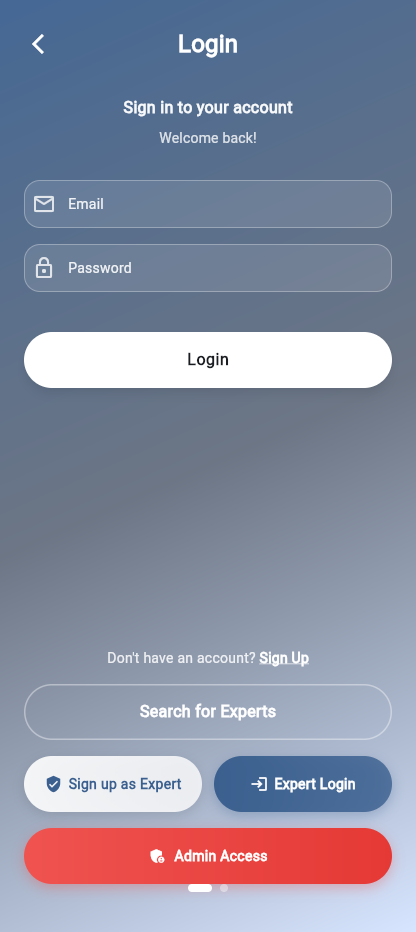 Login
Sign in to your account
Welcome back!
Email
Password
Login
Don't have an account? Sign Up
Search for Experts
Sign up as Expert
Expert Login
Admin Access